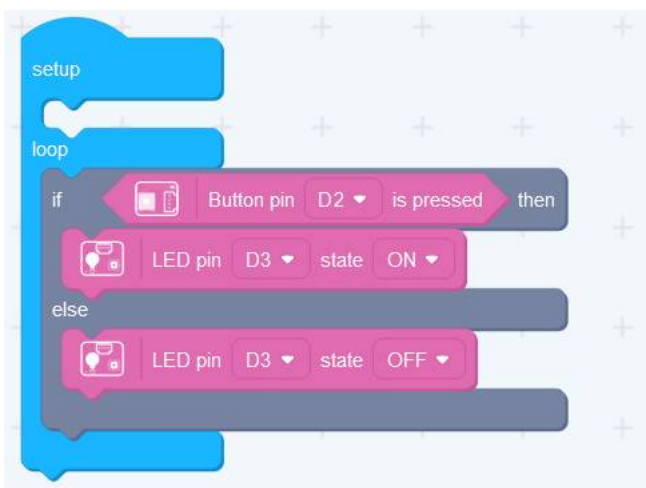 setup
loop
if Button pin D2 is pressed then
LED pin D3 state ON
else
LED pin D3 state OFF